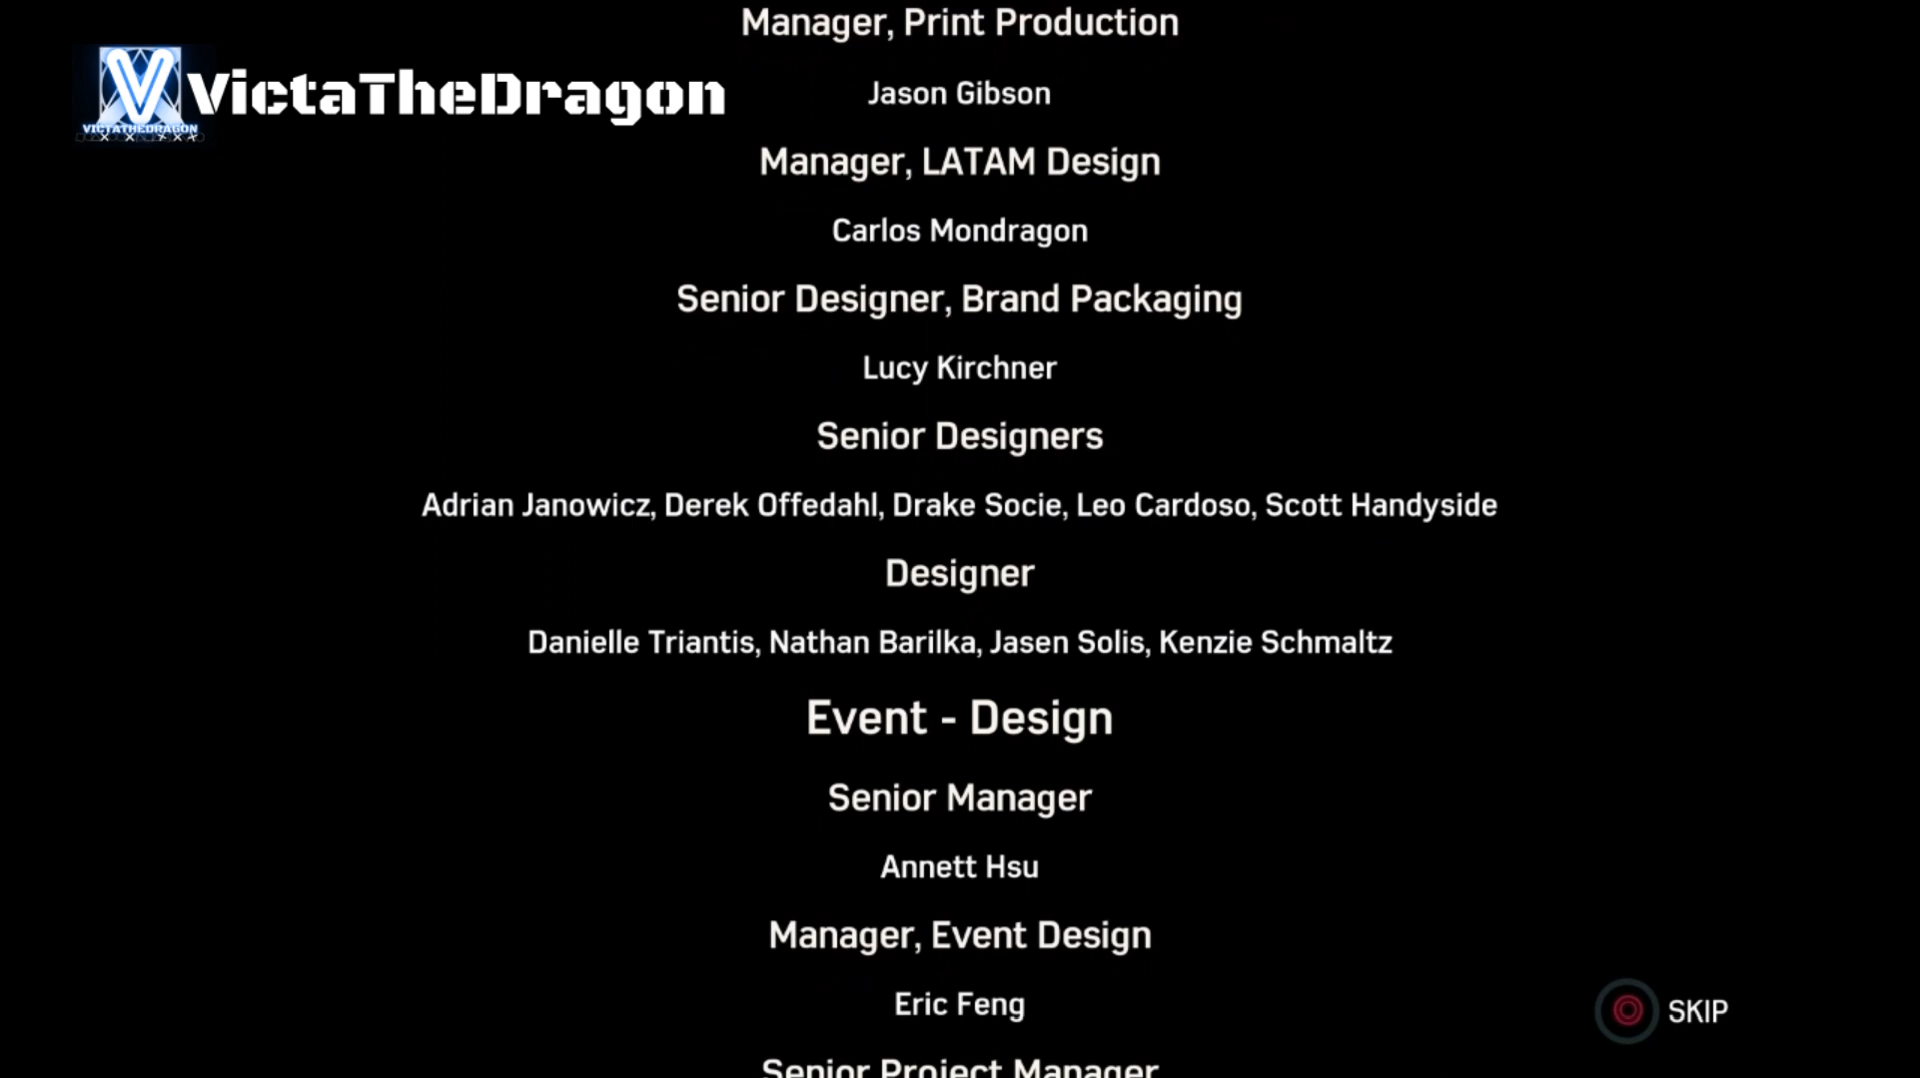 Manager, Print Production
VictaTheDragon
VICTATHEDRAGON
Jason Gibson
Manager, LATAM Design
Carlos Mondragon
Senior Designer, Brand Packaging
Lucy Kirchner
Senior Designers
Adrian Janowicz, Derek Offedahl, Drake Socie, Leo Cardoso, Scott Handyside
Designer
Danielle Triantis, Nathan Barilka, Jasen Solis, Kenzie Schmaltz
Event - Design
Senior Manager
Annett Hsu
Manager, Event Design
Eric Feng
SKIP
Senior Project Manager